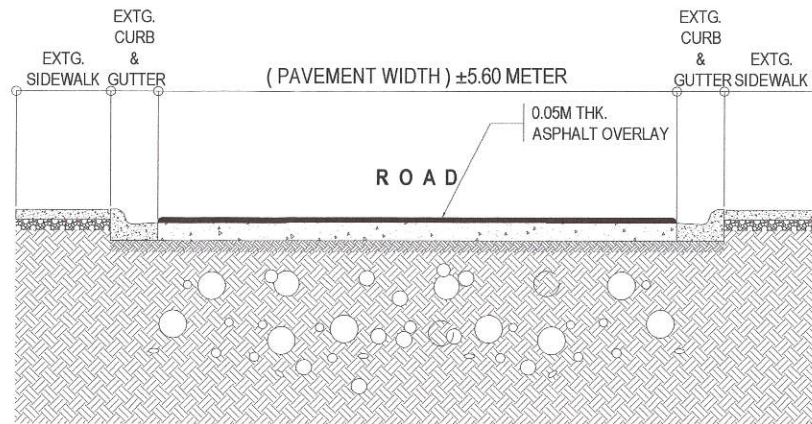 EXTG.
CURB
&
GUTTER
EXTG.
SIDEWALK
( PAVEMENT WIDTH ) ±5.60 METER
EXTG.
CURB
&
GUTTER
EXTG.
SIDEWALK
0.05M THK.
ASPHALT OVERLAY
ROAD